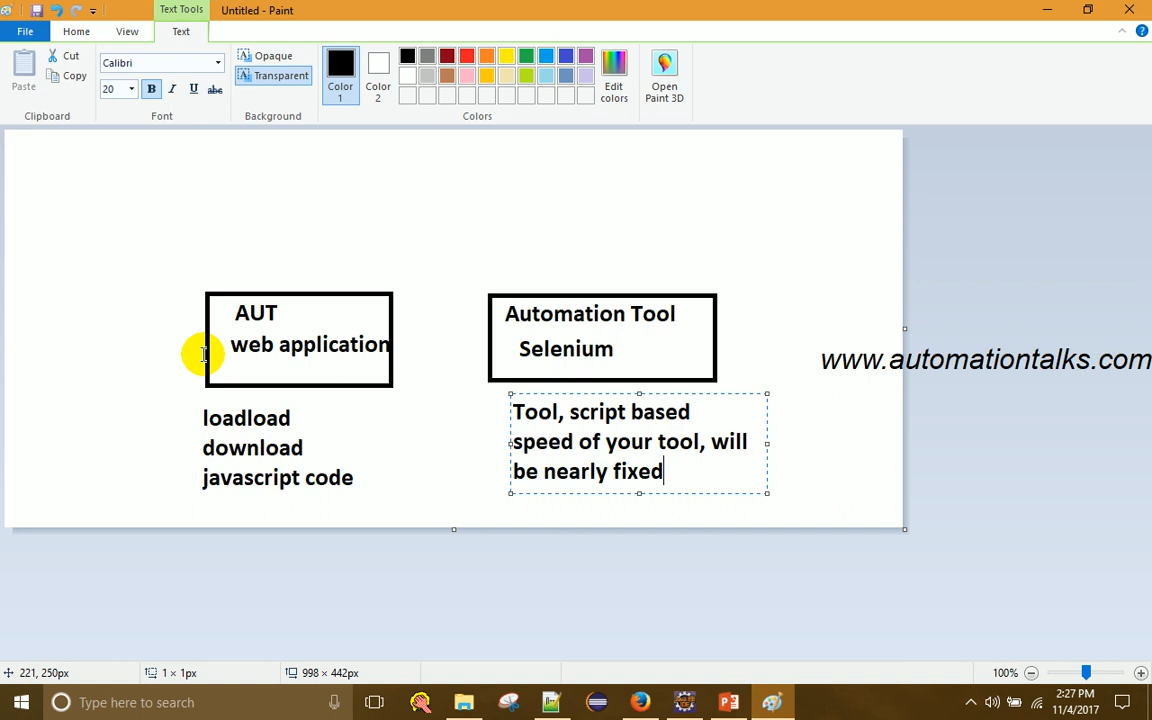 Text Tools
Untitled - Paint
File
Home
View
Text
Paste
Cut
Copy
Clipboard
Calibri
20
B
I
U
abc
Font
Opaque
Transparent
Background
Color
1
Color
2
Edit
colors
Colors
Open
Paint 3D
AUT
web application
Automation Tool
Selenium
www.automationtalks.com
loadload
download
javascript code
Tool, script based
speed of your tool, will
be nearly fixed
221, 250px
1 × 1px
998 × 442px
100%
Type here to search
2:27 PM
11/4/2017